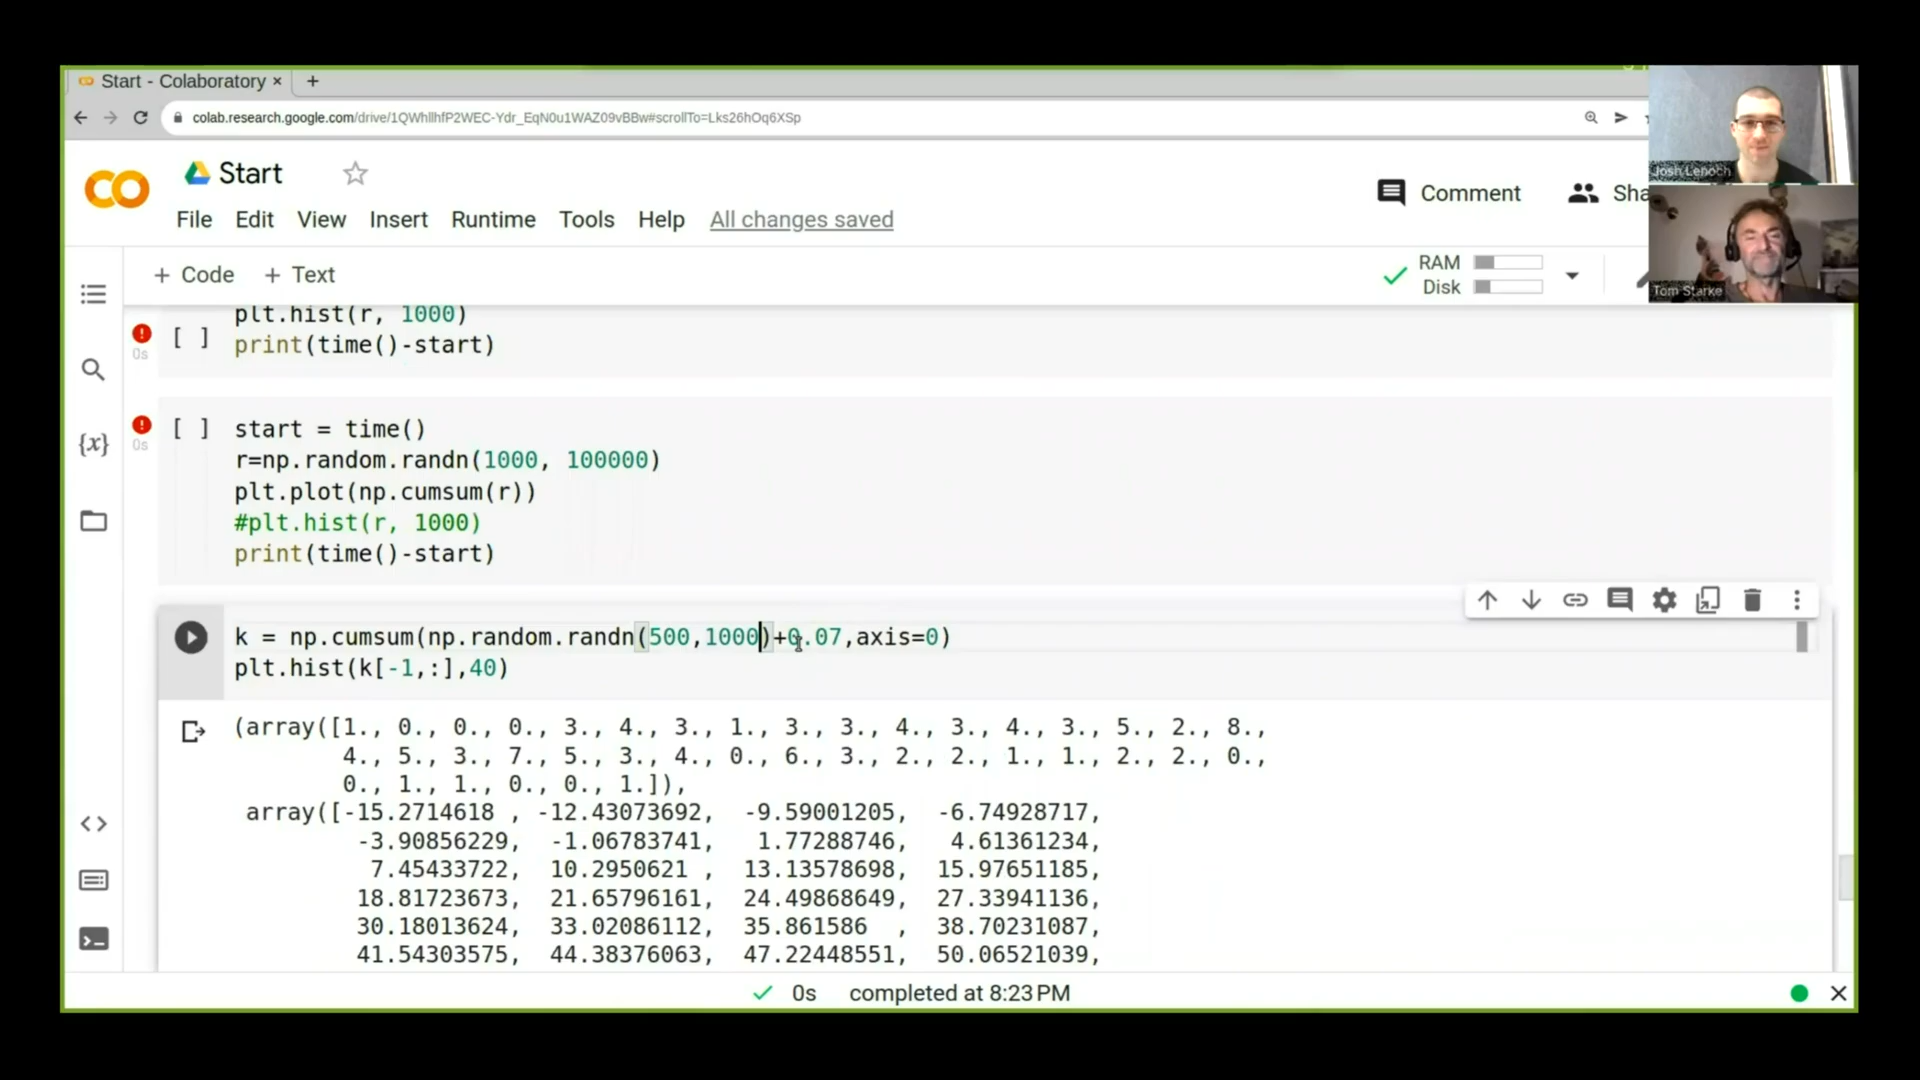 Start - Colaboratory
colab.research.google.com/drive/1QWhllhfP2WEC-Ydr_EqN0u1WAZ09vBBw#scrollTo=Lks26hOq6XSp
Start
Comment
Sha
File Edit View Insert Runtime Tools Help All changes saved
+ Code + Text
RAM
Disk
Josh Lenoch
Tom Starke
plt.hist(r, 1000)
[ ] print(time()-start)
0s
[ ] start = time()
0s
r=np.random.randn(1000, 100000)
plt.plot(np.cumsum(r))
#plt.hist(r, 1000)
print(time()-start)
{x}
k = np.cumsum(np.random.randn(500,1000)+0.07,axis=0)
plt.hist(k[-1,:],40)
(array([1., 0., 0., 0., 3., 4., 3., 1., 3., 3., 4., 3., 4., 3., 5., 2., 8.,
4., 5., 3., 7., 5., 3., 4., 0., 6., 3., 2., 2., 1., 1., 2., 2., 0.,
0., 1., 1., 0., 0., 1.]),
array([-15.2714618 , -12.43073692, -9.59001205, -6.74928717,
-3.90856229, -1.06783741, 1.77288746, 4.61361234,
7.45433722, 10.2950621 , 13.13578698, 15.97651185,
18.81723673, 21.65796161, 24.49868649, 27.33941136,
30.18013624, 33.02086112, 35.861586 , 38.70231087,
41.54303575, 44.38376063, 47.22448551, 50.06521039,
0s completed at 8:23 PM